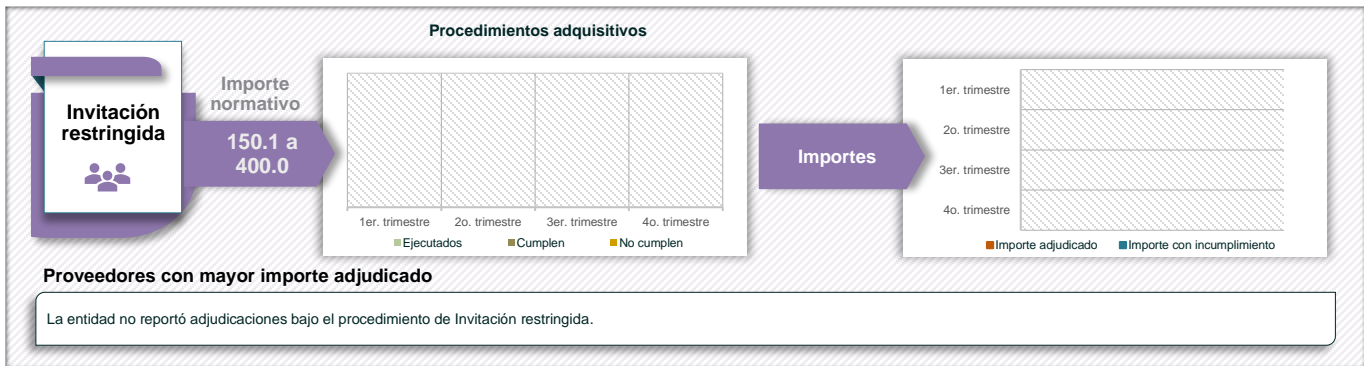 Procedimientos adquisitivos
Invitación
restringida
Importe
normativo
150.1 a
400.0
1er. trimestre
2o. trimestre
3er. trimestre
4o. trimestre
Ejecutados
Cumplen
No cumplen
Importes
1er. trimestre
2o. trimestre
3er. trimestre
4o. trimestre
Importe adjudicado
Importe con incumplimiento
Proveedores con mayor importe adjudicado
La entidad no reportó adjudicaciones bajo el procedimiento de Invitación restringida.